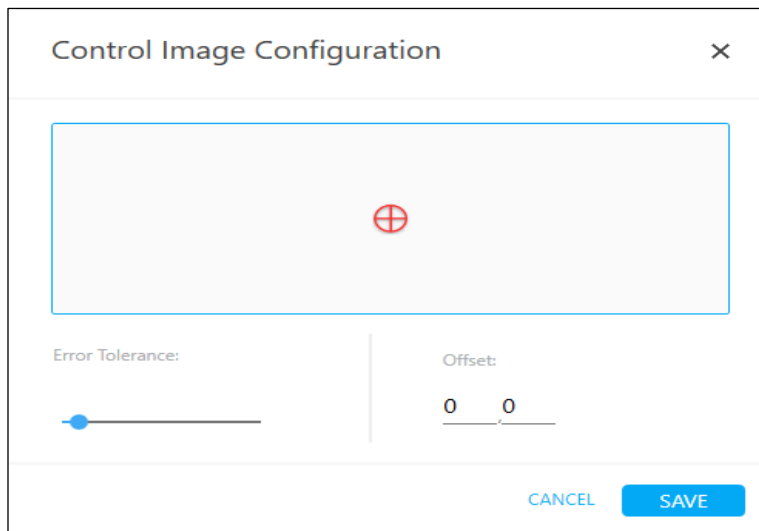 Control Image Configuration
Error Tolerance:
Offset:
0 ,0
CANCEL SAVE